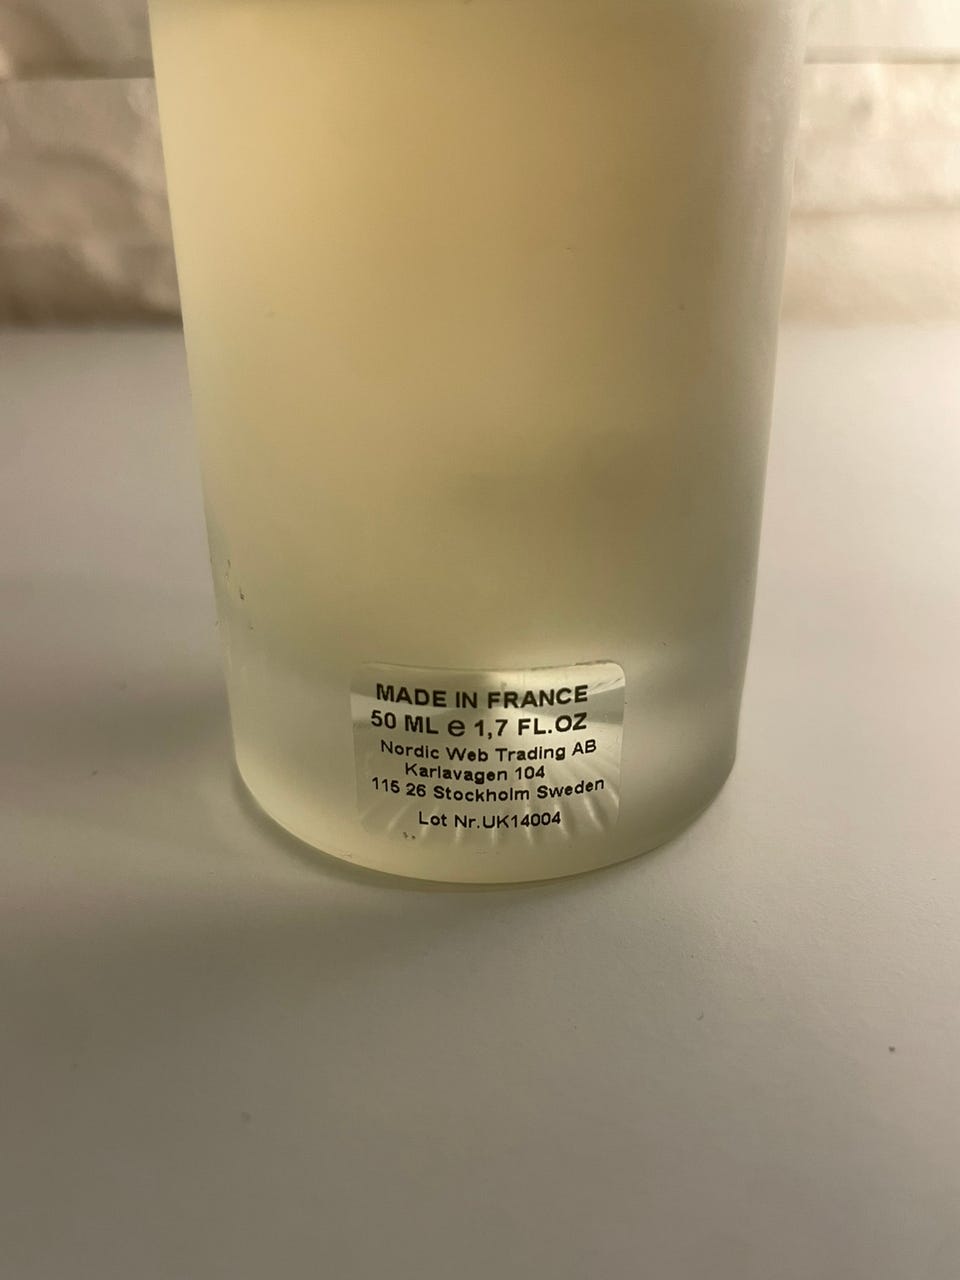 MADE IN FRANCE
50 ML ℮ 1,7 FL.OZ
Nordic Web Trading AB
Karlavagen 104
115 26 Stockholm Sweden
Lot Nr.UK14004